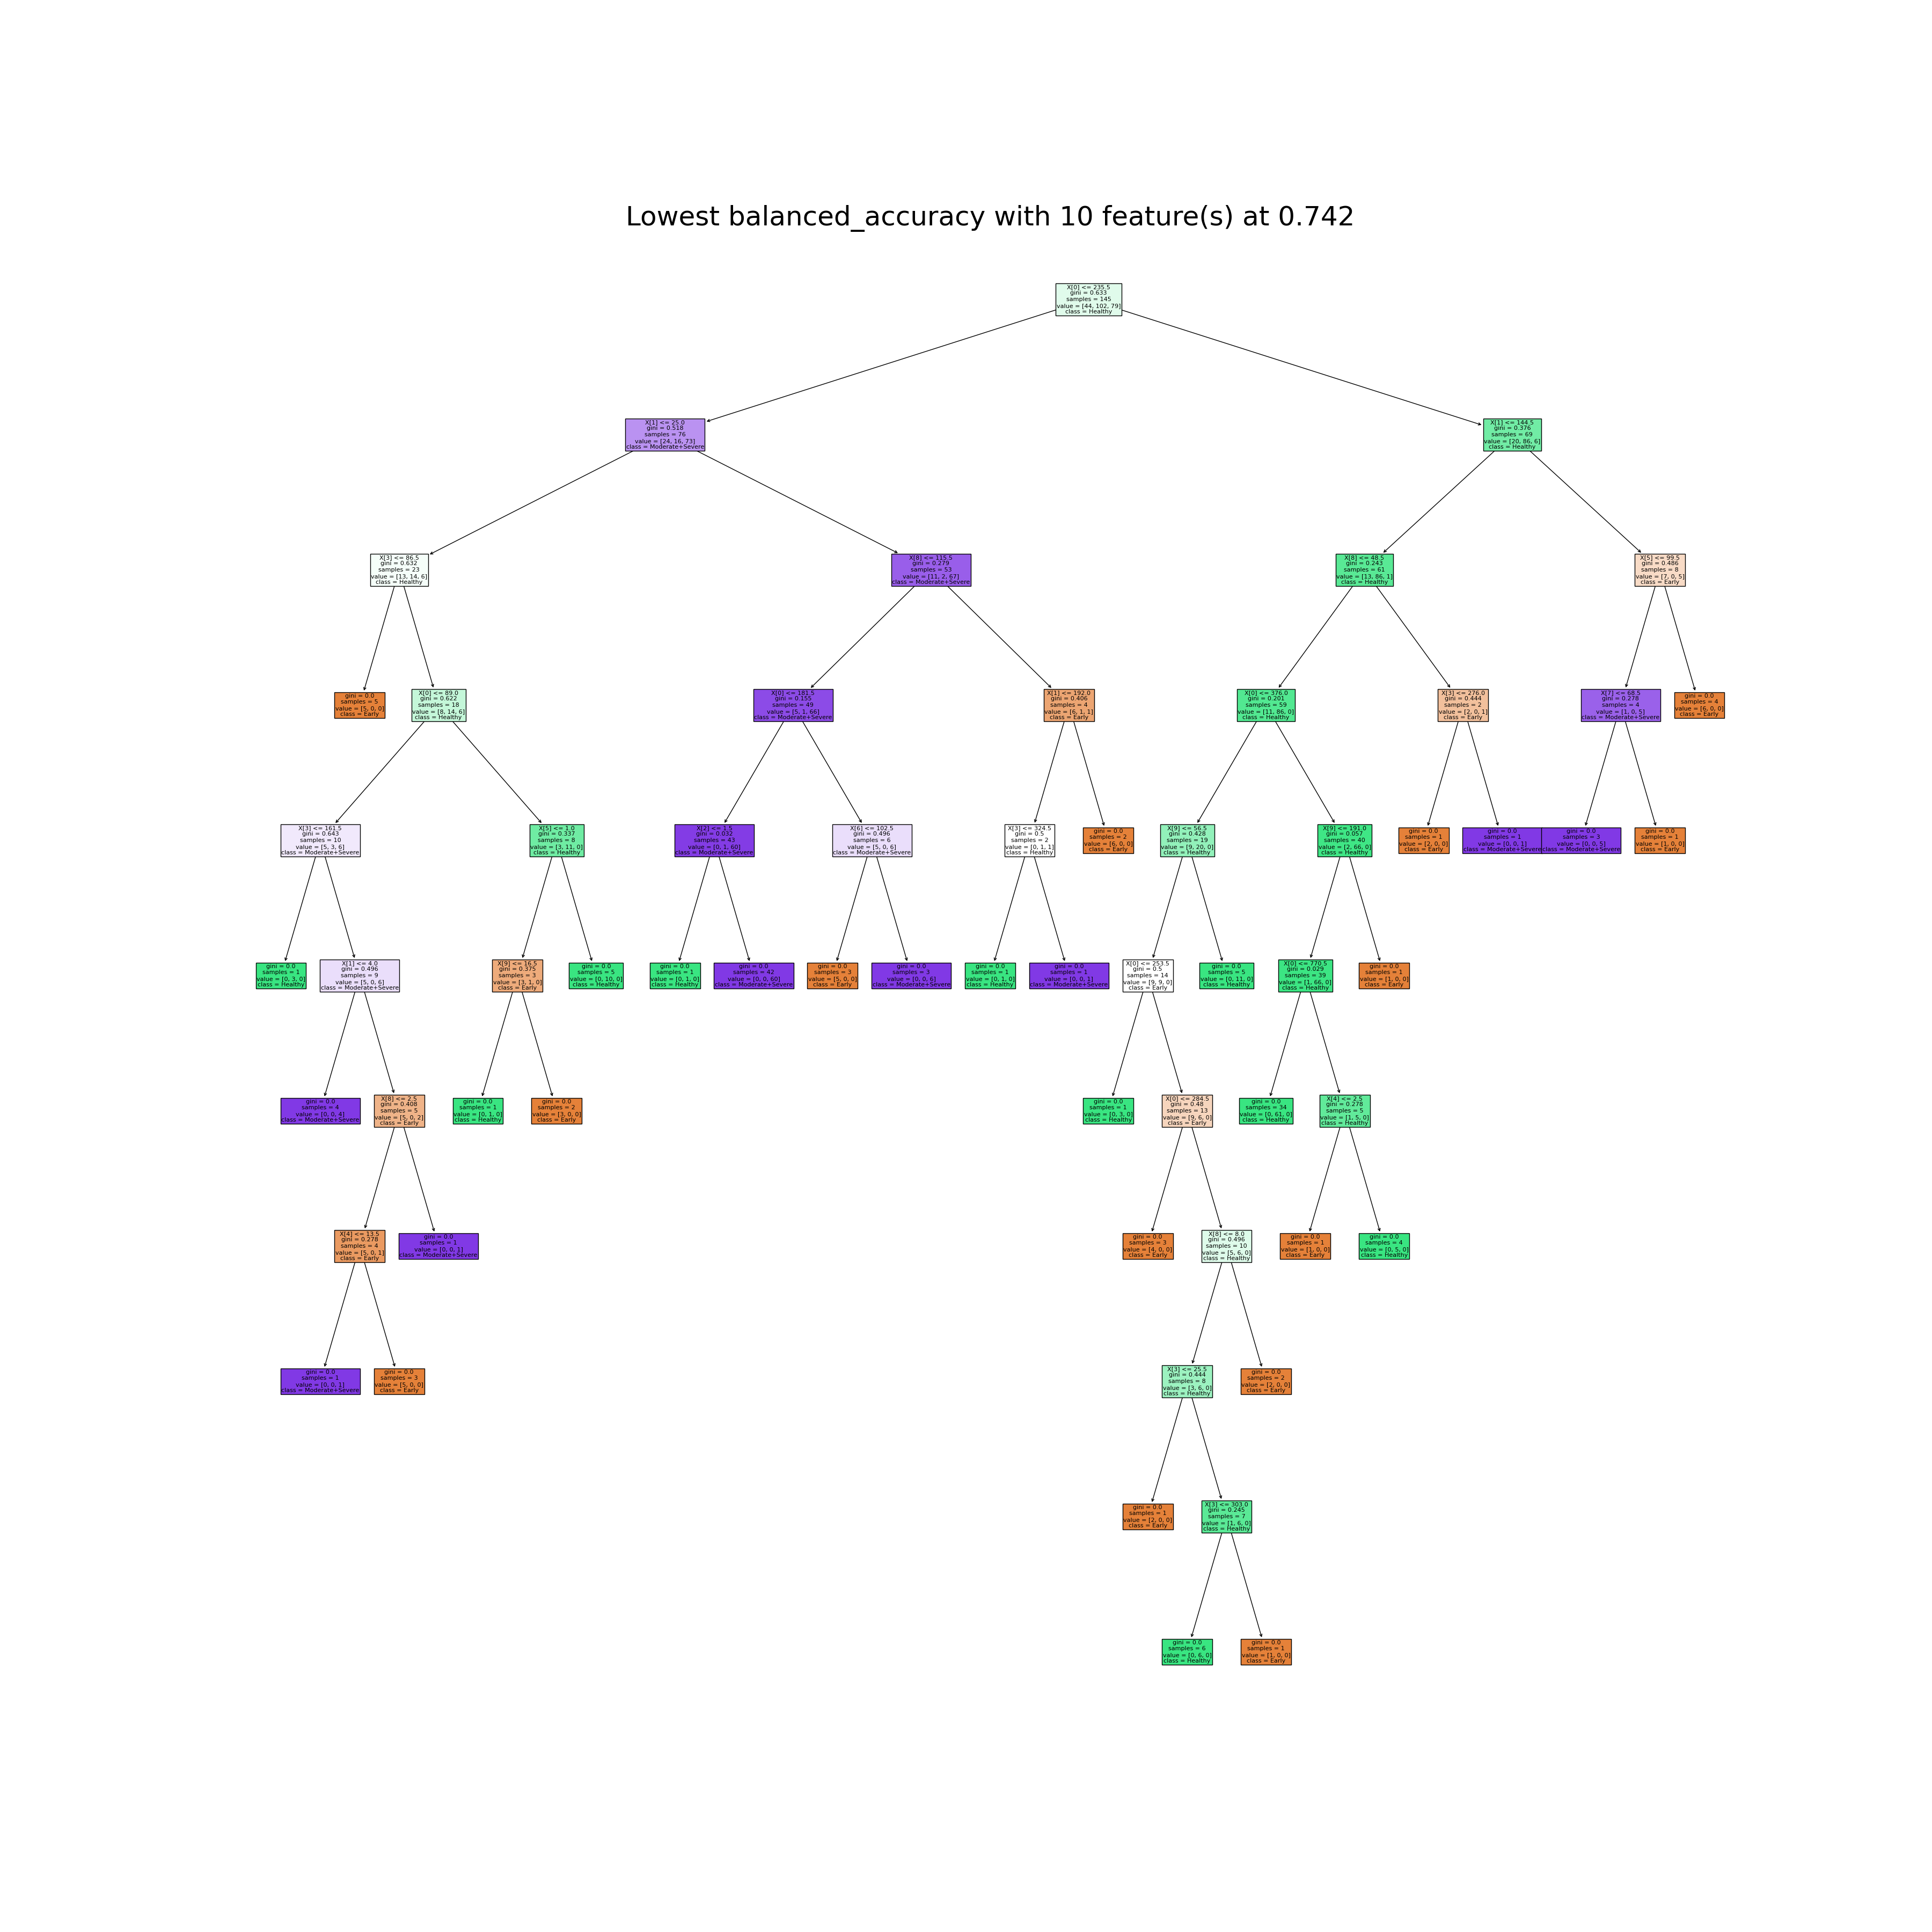 Lowest balanced_accuracy with 10 feature(s) at 0.742
X[0] <= 235.5
gini = 0.633
samples = 145
value = [44, 102, 79]
class = Healthy
X[1] <= 25.0
gini = 0.518
samples = 76
value = [24, 16, 73]
class = Moderate+Severe
X[1] <= 144.5
gini = 0.376
samples = 69
value = [20, 86, 6]
class = Healthy
X[3] <= 86.5
gini = 0.632
samples = 23
value = [13, 14, 6]
class = Healthy
X[8] <= 115.5
gini = 0.279
samples = 53
value = [11, 2, 67]
class = Moderate+Severe
X[8] <= 48.5
gini = 0.243
samples = 61
value = [13, 86, 1]
class = Healthy
X[5] <= 99.5
gini = 0.486
samples = 8
value = [7, 0, 5]
class = Early
gini = 0.0
samples = 5
value = [5, 0, 0]
class = Early
X[0] <= 89.0
gini = 0.622
samples = 18
value = [8, 14, 6]
class = Healthy
X[0] <= 181.5
gini = 0.155
samples = 49
value = [5, 1, 66]
class = Moderate+Severe
X[1] <= 192.0
gini = 0.406
samples = 4
value = [6, 1, 1]
class = Early
X[0] <= 376.0
gini = 0.201
samples = 59
value = [11, 86, 0]
class = Healthy
X[3] <= 276.0
gini = 0.444
samples = 2
value = [2, 0, 1]
class = Early
X[7] <= 68.5
gini = 0.278
samples = 4
value = [1, 0, 5]
class = Moderate+Severe
gini = 0.0
samples = 4
value = [6, 0, 0]
class = Early
X[3] <= 161.5
gini = 0.643
samples = 10
value = [5, 3, 6]
class = Moderate+Severe
X[5] <= 1.0
gini = 0.337
samples = 8
value = [3, 11, 0]
class = Healthy
X[2] <= 1.5
gini = 0.032
samples = 43
value = [0, 1, 60]
class = Moderate+Severe
X[6] <= 102.5
gini = 0.496
samples = 6
value = [5, 0, 6]
class = Moderate+Severe
X[3] <= 324.5
gini = 0.5
samples = 2
value = [0, 1, 1]
class = Healthy
gini = 0.0
samples = 2
value = [6, 0, 0]
class = Early
X[9] <= 56.5
gini = 0.428
samples = 19
value = [9, 20, 0]
class = Healthy
X[9] <= 191.0
gini = 0.057
samples = 40
value = [2, 66, 0]
class = Healthy
gini = 0.0
samples = 1
value = [2, 0, 0]
class = Early
gini = 0.0
samples = 1
value = [0, 0, 1]
class = Moderate+Severe
gini = 0.0
samples = 3
value = [0, 0, 5]
class = Moderate+Severe
gini = 0.0
samples = 1
value = [1, 0, 0]
class = Early
gini = 0.0
samples = 1
value = [0, 3, 0]
class = Healthy
X[1] <= 4.0
gini = 0.496
samples = 9
value = [5, 0, 6]
class = Moderate+Severe
X[9] <= 16.5
gini = 0.375
samples = 3
value = [3, 1, 0]
class = Early
gini = 0.0
samples = 5
value = [0, 10, 0]
class = Healthy
gini = 0.0
samples = 1
value = [0, 1, 0]
class = Healthy
gini = 0.0
samples = 42
value = [0, 0, 60]
class = Moderate+Severe
gini = 0.0
samples = 3
value = [5, 0, 0]
class = Early
gini = 0.0
samples = 3
value = [0, 0, 6]
class = Moderate+Severe
gini = 0.0
samples = 1
value = [0, 1, 0]
class = Healthy
gini = 0.0
samples = 1
value = [0, 0, 1]
class = Moderate+Severe
X[0] <= 253.5
gini = 0.5
samples = 14
value = [9, 9, 0]
class = Early
gini = 0.0
samples = 5
value = [0, 11, 0]
class = Healthy
X[0] <= 770.5
gini = 0.029
samples = 39
value = [1, 66, 0]
class = Healthy
gini = 0.0
samples = 1
value = [1, 0, 0]
class = Early
gini = 0.0
samples = 4
value = [0, 0, 4]
class = Moderate+Severe
X[8] <= 2.5
gini = 0.408
samples = 5
value = [5, 0, 2]
class = Early
gini = 0.0
samples = 1
value = [0, 1, 0]
class = Healthy
gini = 0.0
samples = 2
value = [3, 0, 0]
class = Early
gini = 0.0
samples = 1
value = [0, 3, 0]
class = Healthy
X[0] <= 284.5
gini = 0.48
samples = 13
value = [9, 6, 0]
class = Early
gini = 0.0
samples = 34
value = [0, 61, 0]
class = Healthy
X[4] <= 2.5
gini = 0.278
samples = 5
value = [1, 5, 0]
class = Healthy
X[4] <= 13.5
gini = 0.278
samples = 4
value = [5, 0, 1]
class = Early
gini = 0.0
samples = 1
value = [0, 0, 1]
class = Moderate+Severe
gini = 0.0
samples = 3
value = [4, 0, 0]
class = Early
X[8] <= 8.0
gini = 0.496
samples = 10
value = [5, 6, 0]
class = Healthy
gini = 0.0
samples = 1
value = [1, 0, 0]
class = Early
gini = 0.0
samples = 4
value = [0, 5, 0]
class = Healthy
gini = 0.0
samples = 1
value = [0, 0, 1]
class = Moderate+Severe
gini = 0.0
samples = 3
value = [5, 0, 0]
class = Early
X[3] <= 25.5
gini = 0.444
samples = 8
value = [3, 6, 0]
class = Healthy
gini = 0.0
samples = 2
value = [2, 0, 0]
class = Early
gini = 0.0
samples = 1
value = [2, 0, 0]
class = Early
X[3] <= 303.0
gini = 0.245
samples = 7
value = [1, 6, 0]
class = Healthy
gini = 0.0
samples = 6
value = [0, 6, 0]
class = Healthy
gini = 0.0
samples = 1
value = [1, 0, 0]
class = Early